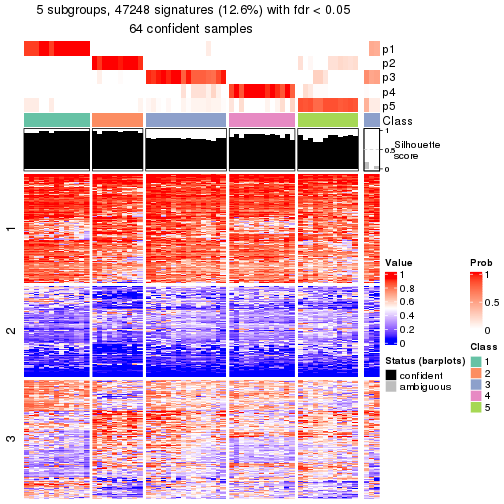 5 subgroups, 47248 signatures (12.6%) with fdr < 0.05
64 confident samples
p1
p2
p3
p4
p5
Class
1
0.5
0
Silhouette
score
1
2
3
Value
1
0.8
0.6
0.4
0.2
0
Status (barplots)
confident
ambiguous
Prob
1
0.5
0
Class
1
2
3
4
5